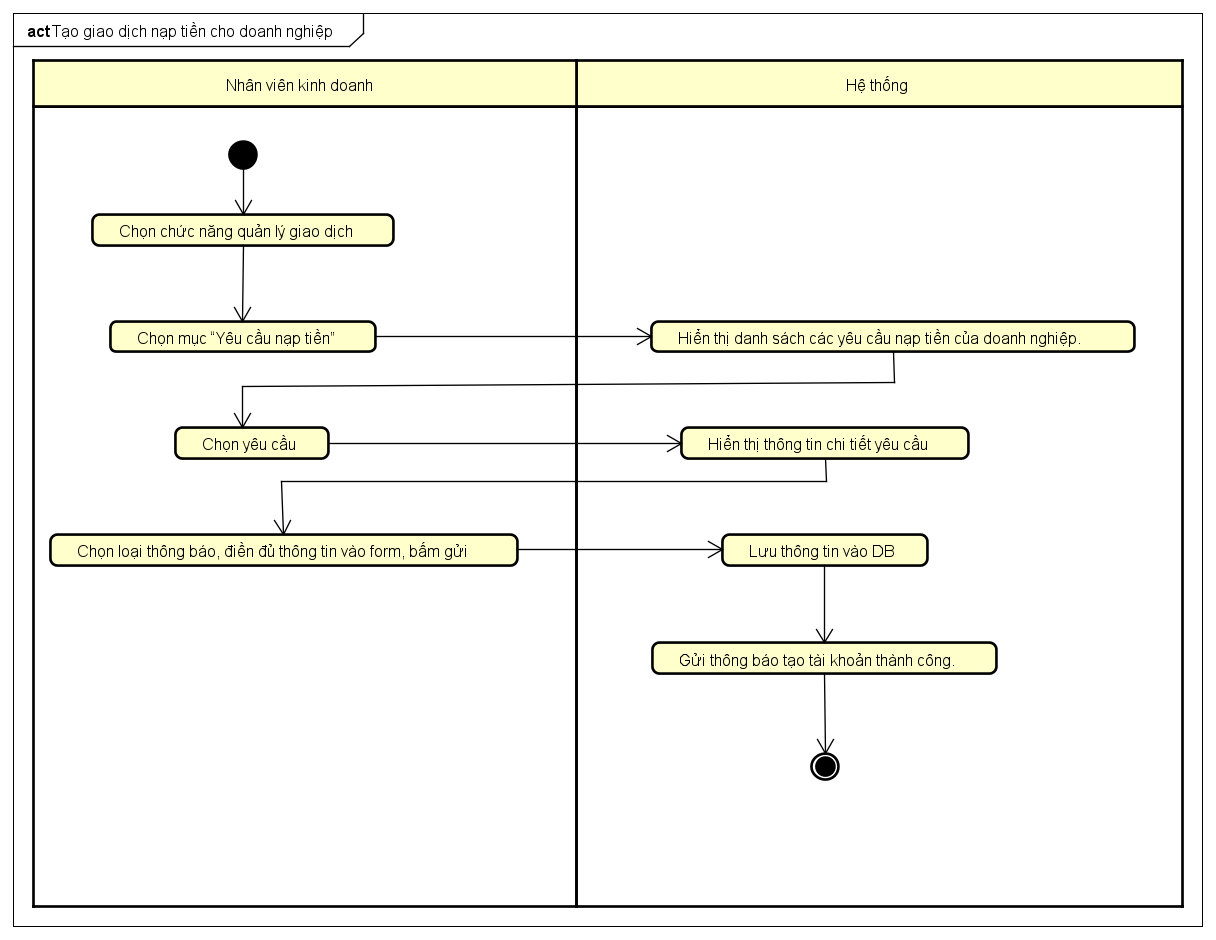 act Tạo giao dịch nạp tiền cho doanh nghiệp
Nhân viên kinh doanh
Hệ thống
Chọn chức năng quản lý giao dịch
Chọn mục “Yêu cầu nạp tiền”
Hiển thị danh sách các yêu cầu nạp tiền của doanh nghiệp.
Chọn yêu cầu
Hiển thị thông tin chi tiết yêu cầu
Chọn loại thông báo, điền đủ thông tin vào form, bấm gửi
Lưu thông tin vào DB
Gửi thông báo tạo tài khoản thành công.